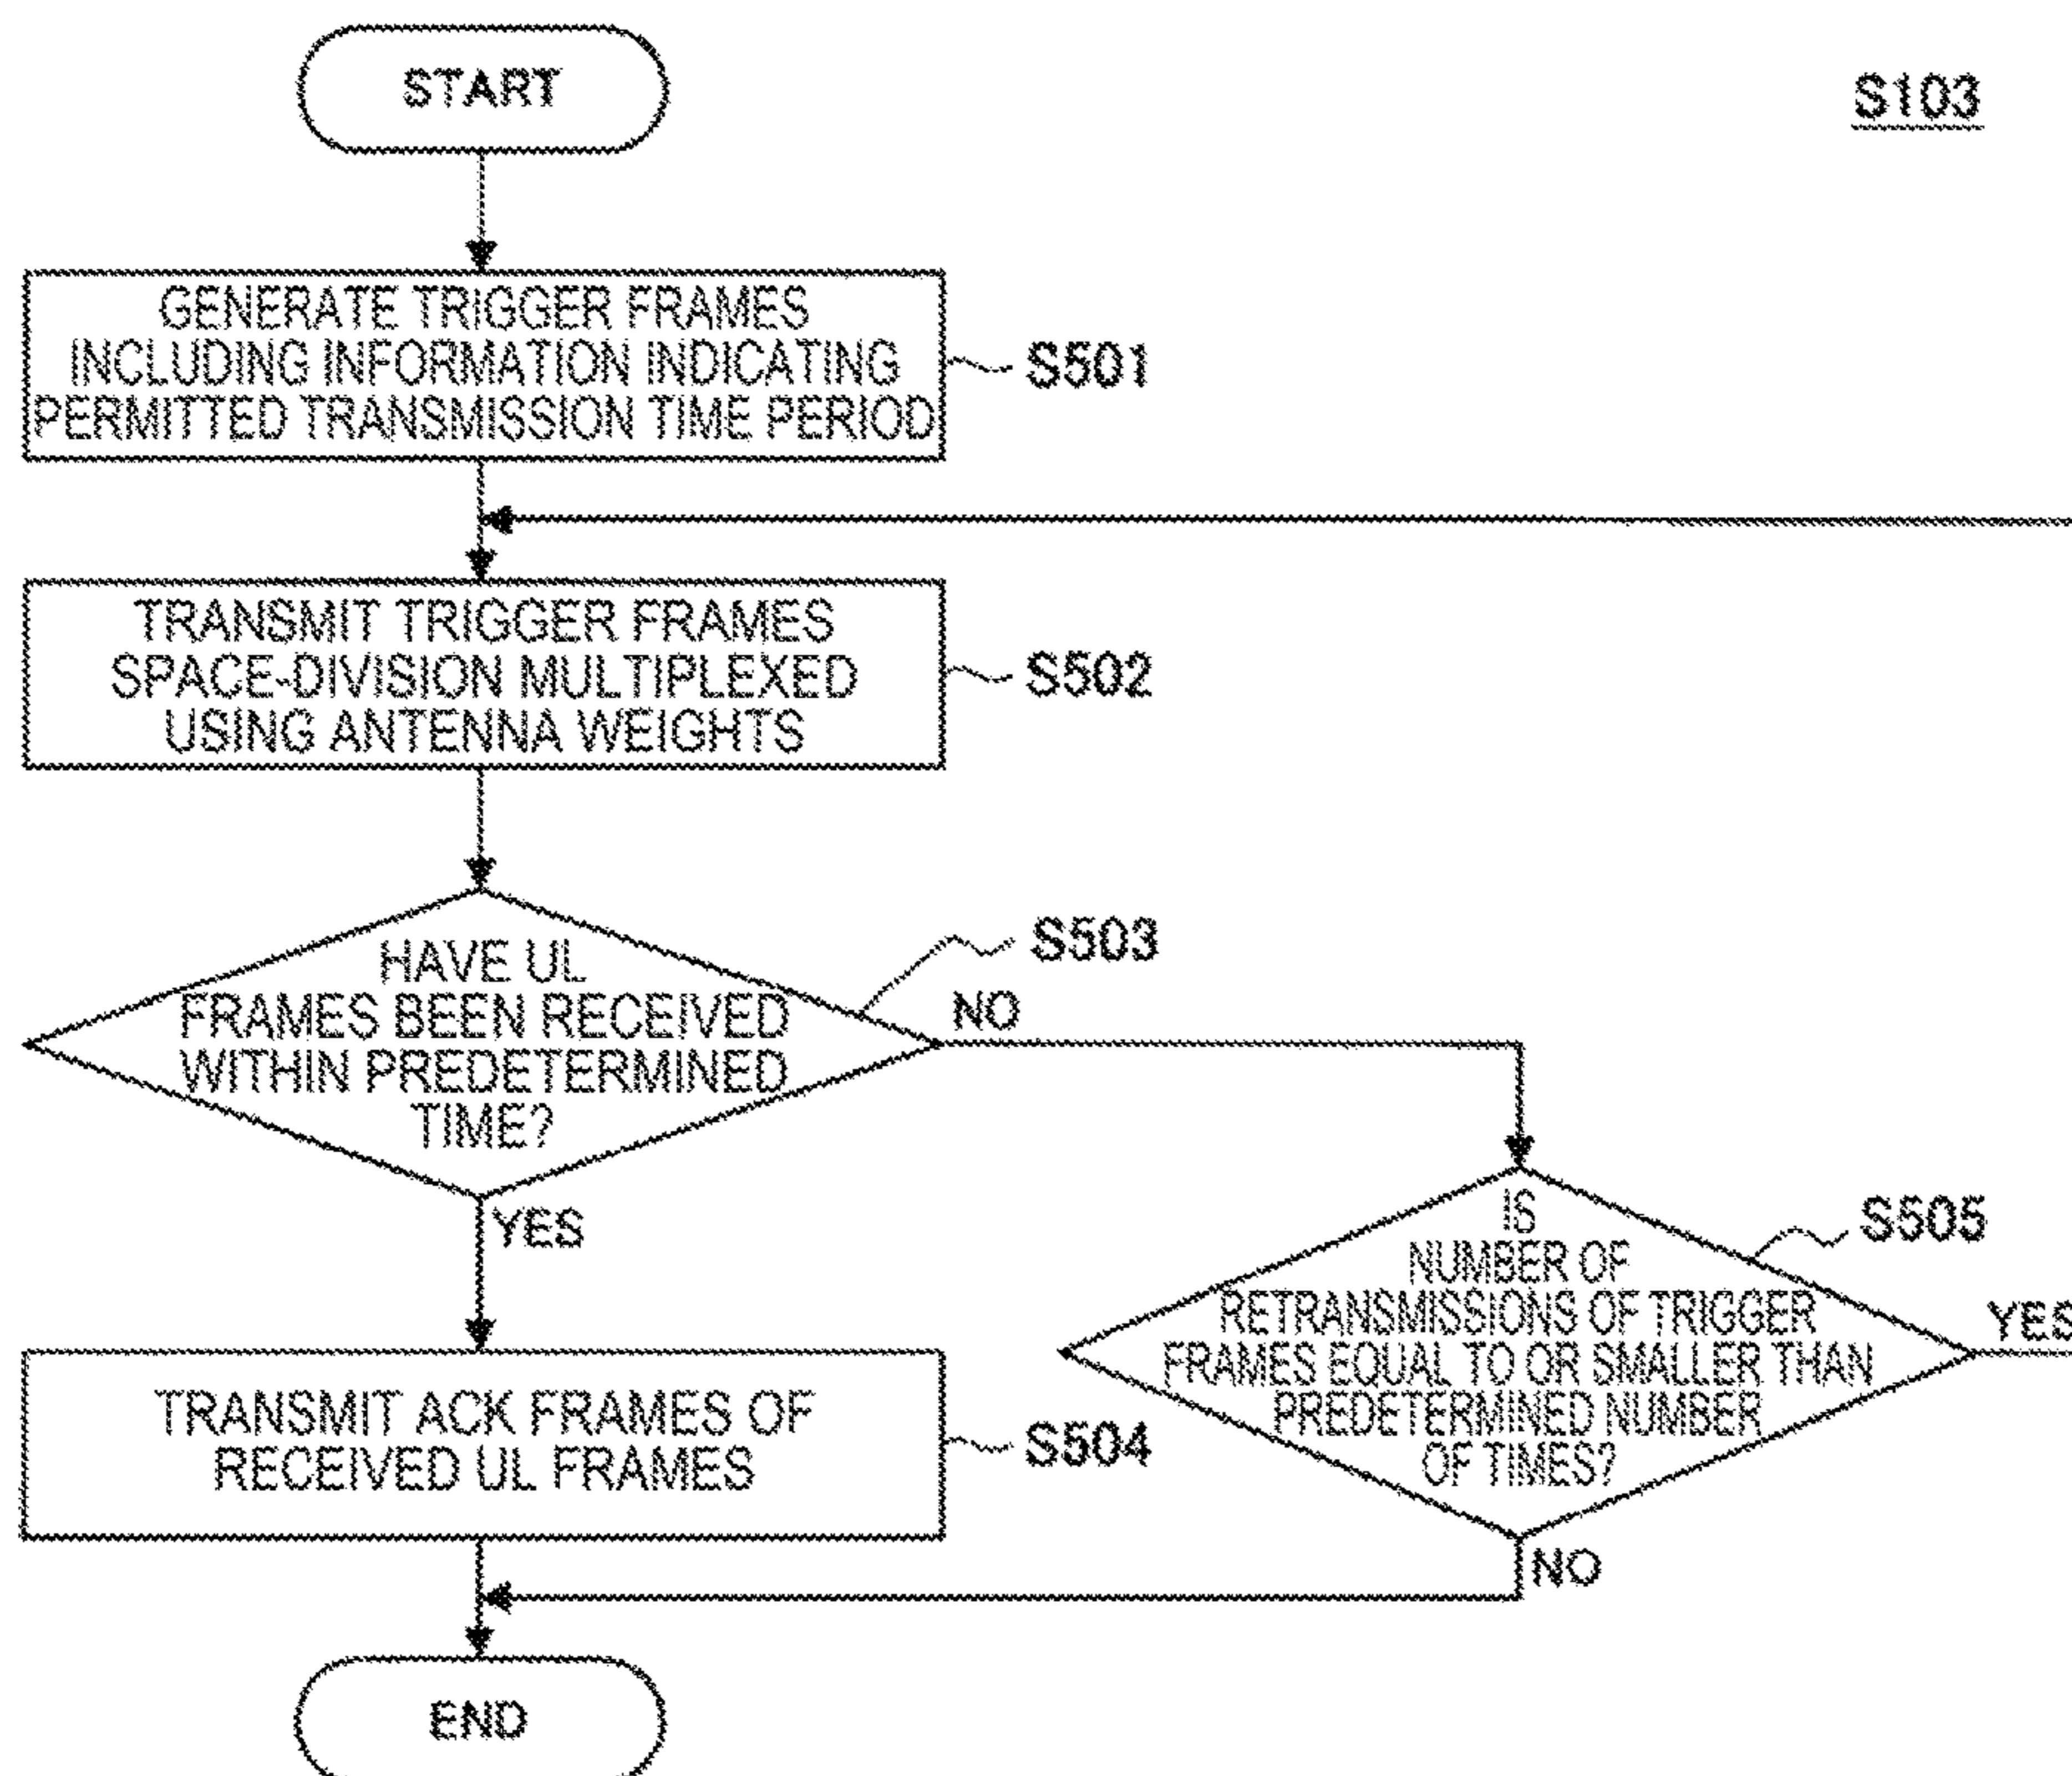 START
S103
GENERATE TRIGGER FRAMES
INCLUDING INFORMATION INDICATING
PERMITTED TRANSMISSION TIME PERIOD
S501
TRANSMIT TRIGGER FRAMES
SPACE-DIVISION MULTIPLEXED
USING ANTENNA WEIGHTS
S502
HAVE UL
FRAMES BEEN RECEIVED
WITHIN PREDETERMINED
TIME?
S503
NO
YES
IS
NUMBER OF
RETRANSMISSIONS OF TRIGGER
FRAMES EQUAL TO OR SMALLER THAN
PREDETERMINED NUMBER
OF TIMES?
S505
YES
NO
TRANSMIT ACK FRAMES OF
RECEIVED UL FRAMES
S504
END